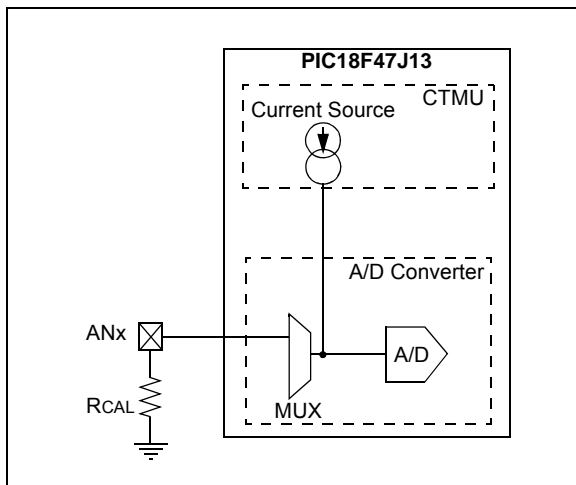 PIC18F47J13
CTMU
Current Source
A/D Converter
ANx
A/D
RCAL
MUX